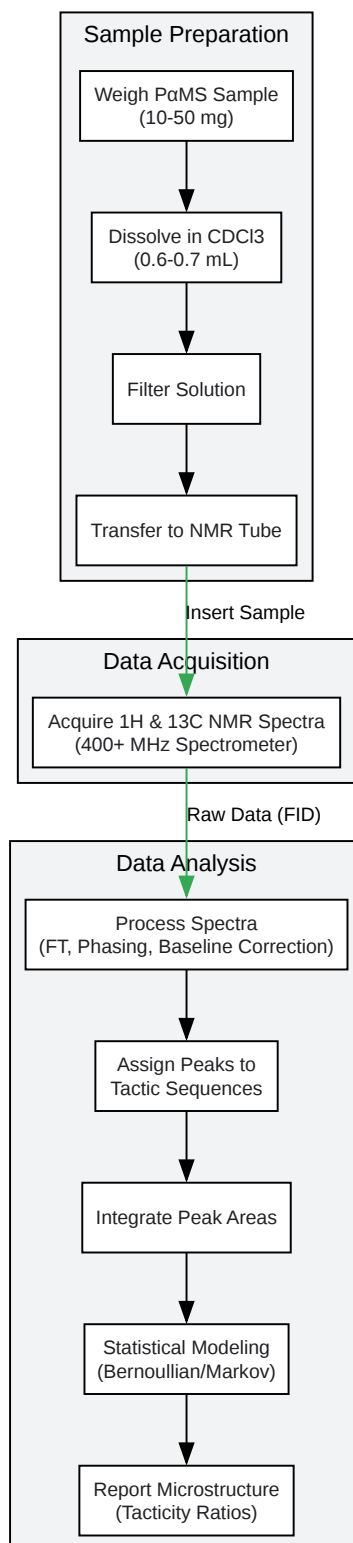 Sample Preparation
Weigh PαMS Sample
(10-50 mg)
Dissolve in CDCl3
(0.6-0.7 mL)
Filter Solution
Transfer to NMR Tube
Insert Sample
Data Acquisition
Acquire 1H & 13C NMR Spectra
(400+ MHz Spectrometer)
Raw Data (FID)
Data Analysis
Process Spectra
(FT, Phasing, Baseline Correction)
Assign Peaks to
Tactic Sequences
Integrate Peak Areas
Statistical Modeling
(Bernoullian/Markov)
Report Microstructure
(Tacticity Ratios)